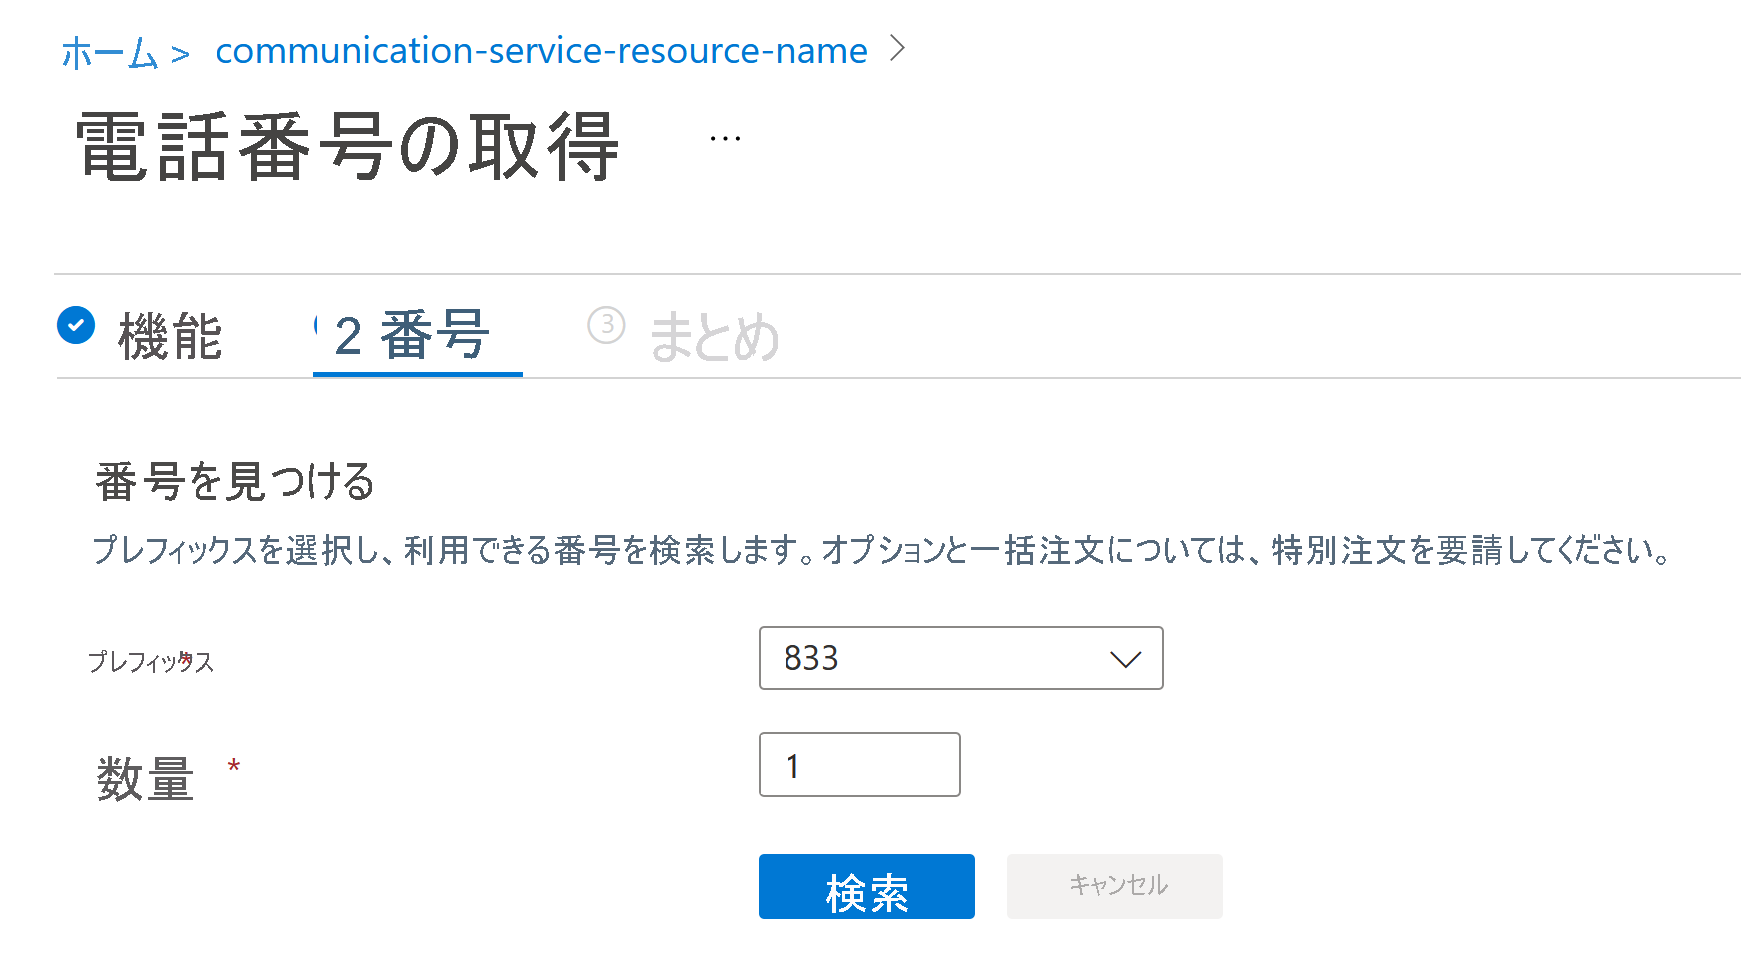 ホーム > communication-service-resource-name >
電話番号の取得 ...
機能 2 番号 3 まとめ
番号を見つける
プレフィックスを選択し、利用できる番号を検索します。オプションと一括注文については、特別注文を要請してください。
プレフィックス * 833
数量 * 1
検索 キャンセル